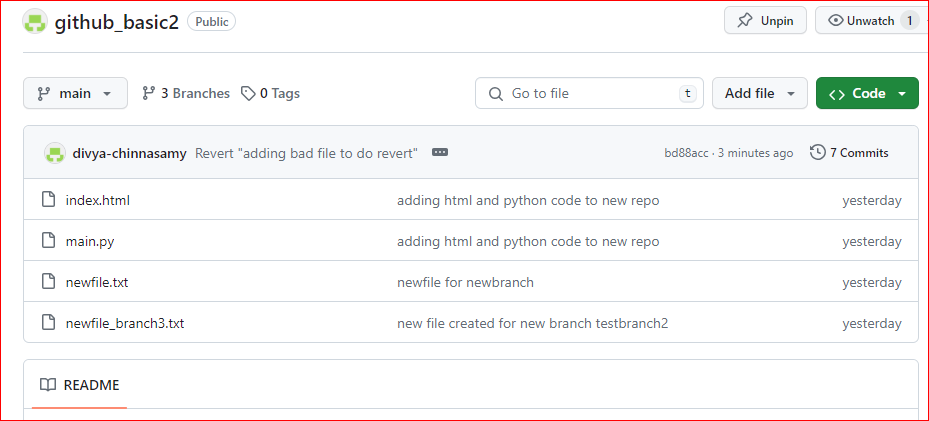 github_basic2 Public Unpin Unwatch 1
main 3 Branches 0 Tags Go to file t Add file Code
divya-chinnasamy Revert "adding bad file to do revert" bd88acc · 3 minutes ago 7 Commits
index.html adding html and python code to new repo yesterday
main.py adding html and python code to new repo yesterday
newfile.txt newfile for newbranch yesterday
newfile_branch3.txt new file created for new branch testbranch2 yesterday
README